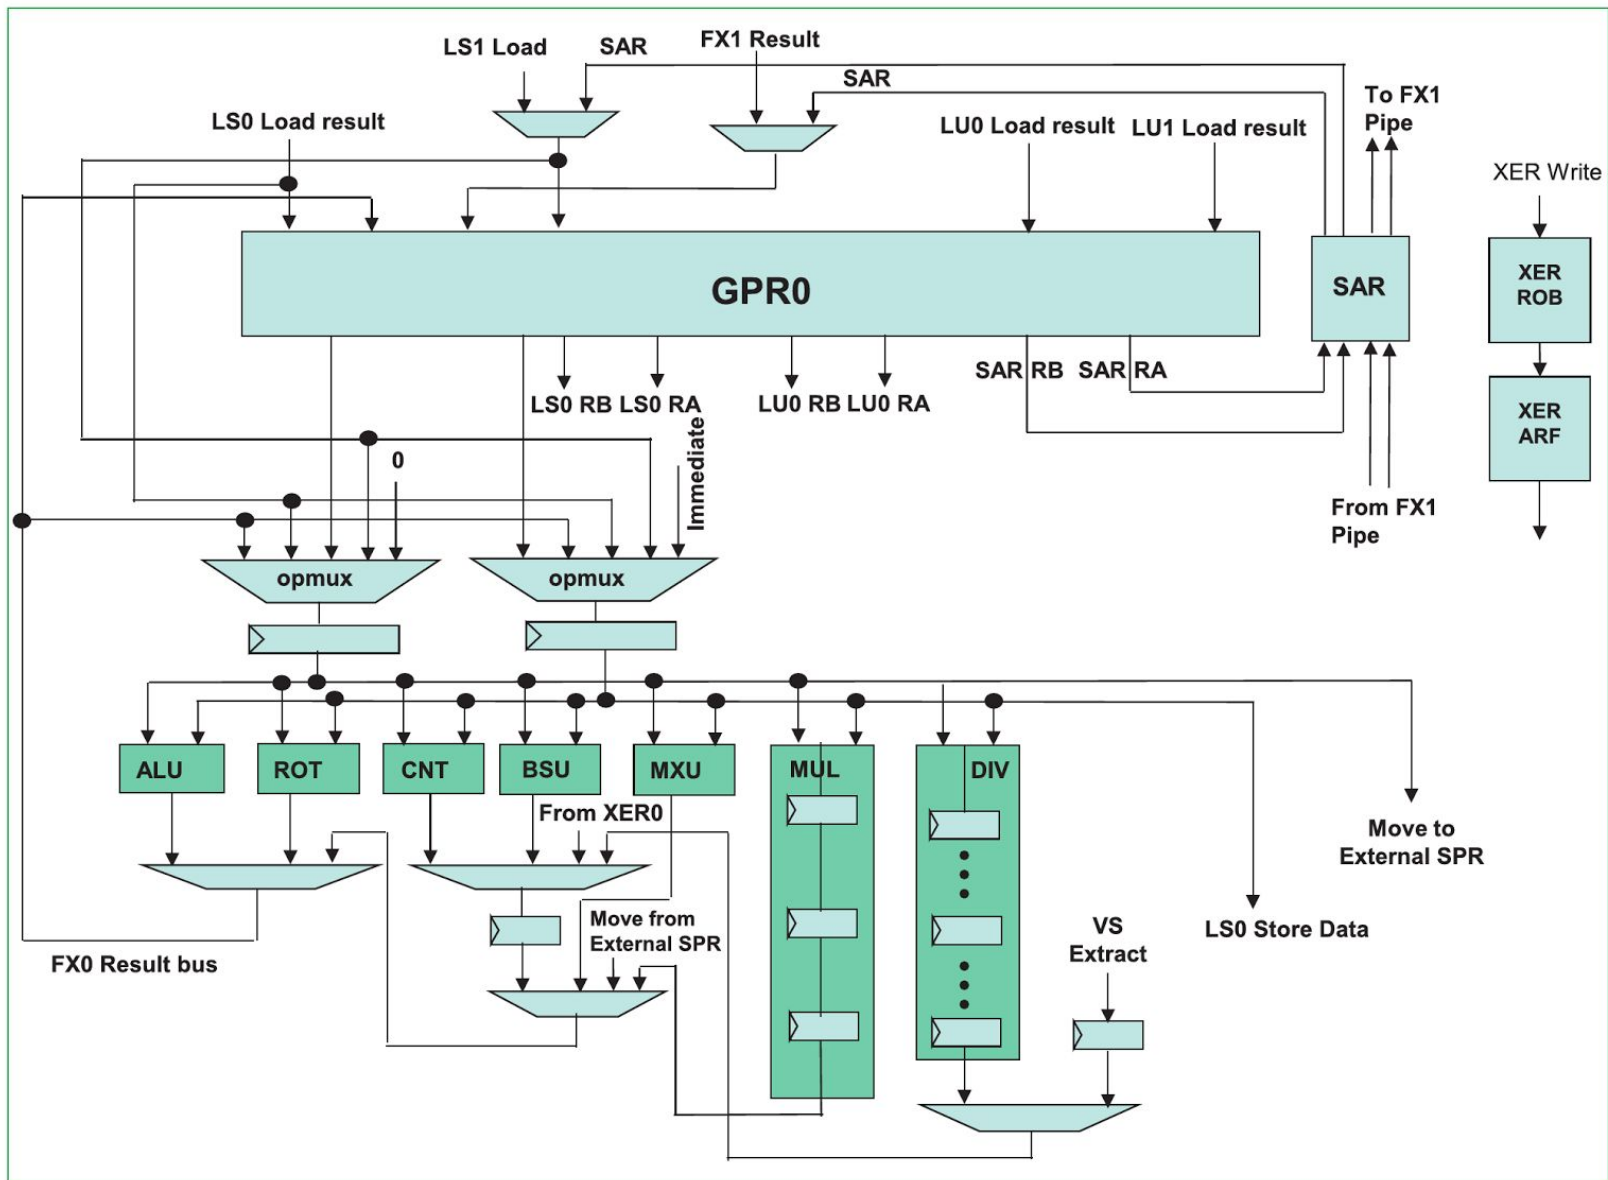 LS1 Load
SAR
FX1 Result
SAR
To FX1
Pipe
LS0 Load result
LU0 Load result
LU1 Load result
XER Write
GPR0
SAR
XER
ROB
SAR RB
SAR RA
LS0 RB
LS0 RA
LU0 RB
LU0 RA
XER
ARF
0
Immediate
From FX1
Pipe
opmux
opmux
ALU
ROT
CNT
BSU
MXU
MUL
DIV
From XER0
Move to
External SPR
Move from
External SPR
VS
Extract
LS0 Store Data
FX0 Result bus